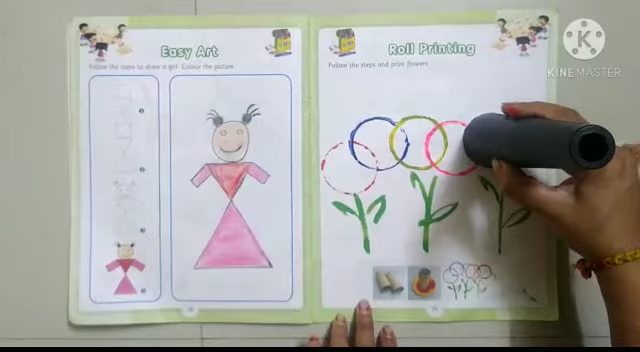 Easy Art
Follow the steps to draw a girl. Colour the picture.
Roll Printing
Follow the steps and print flowers.
KINEMASTER